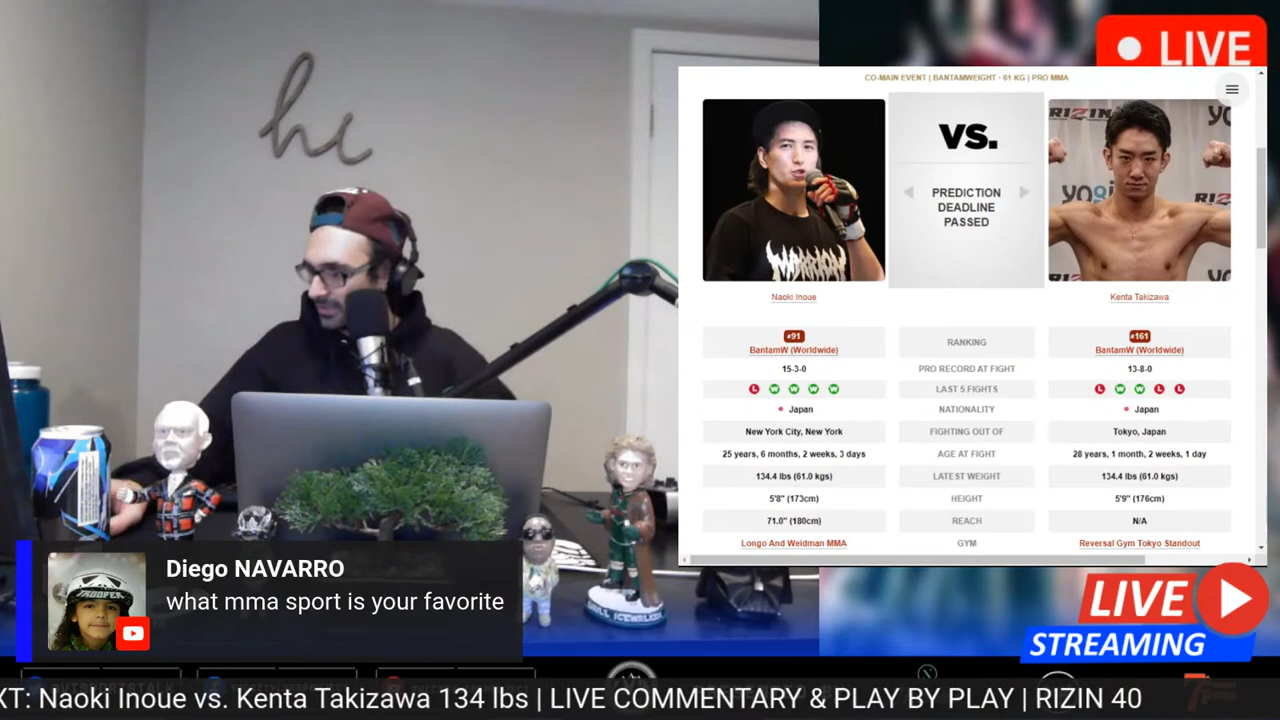 hi
LIVE
CO-MAIN EVENT | BANTAMWEIGHT · 61 KG | PRO MMA
VS.
PREDICTION
DEADLINE
PASSED
MARROW
RIZIN
yogi
RIZ
Naoki Inoue
Kenta Takizawa
#91
BantamW (Worldwide)
RANKING
#161
BantamW (Worldwide)
15-3-0
PRO RECORD AT FIGHT
13-8-0
L W W W W
LAST 5 FIGHTS
L W W L L
Japan
NATIONALITY
Japan
New York City, New York
FIGHTING OUT OF
Tokyo, Japan
25 years, 6 months, 2 weeks, 3 days
AGE AT FIGHT
28 years, 1 month, 2 weeks, 1 day
134.4 lbs (61.0 kgs)
LATEST WEIGHT
134.4 lbs (61.0 kgs)
5'8" (173cm)
HEIGHT
5'9" (176cm)
71.0" (180cm)
REACH
N/A
Longo And Weidman MMA
GYM
Reversal Gym Tokyo Standout
TROOPER
Diego NAVARRO
what mma sport is your favorite
LIVE
STREAMING
XT: Naoki Inoue vs. Kenta Takizawa 134 lbs | LIVE COMMENTARY & PLAY BY PLAY | RIZIN 40